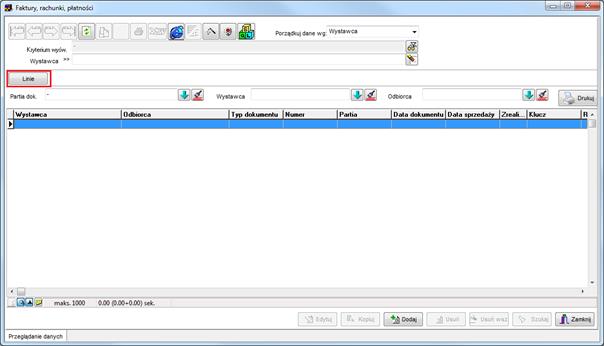 Faktury, rachunki, płatności
Porządkuj dane wg: Wystawca
Kryterium wyów. -
Wystawca >>
Linie
Partia dok. - Wystawca Odbiorca Drukuj
Wystawca Odbiorca Typ dokumentu Numer Partia Data dokumentu Data sprzedaży Zreali... Klucz R
maks. 1000 0.00 (0.00+0.00) sek.
Edytuj Kopiuj Dodaj Usuń Usuń wsz Szukaj Zamknij
Przeglądanie danych